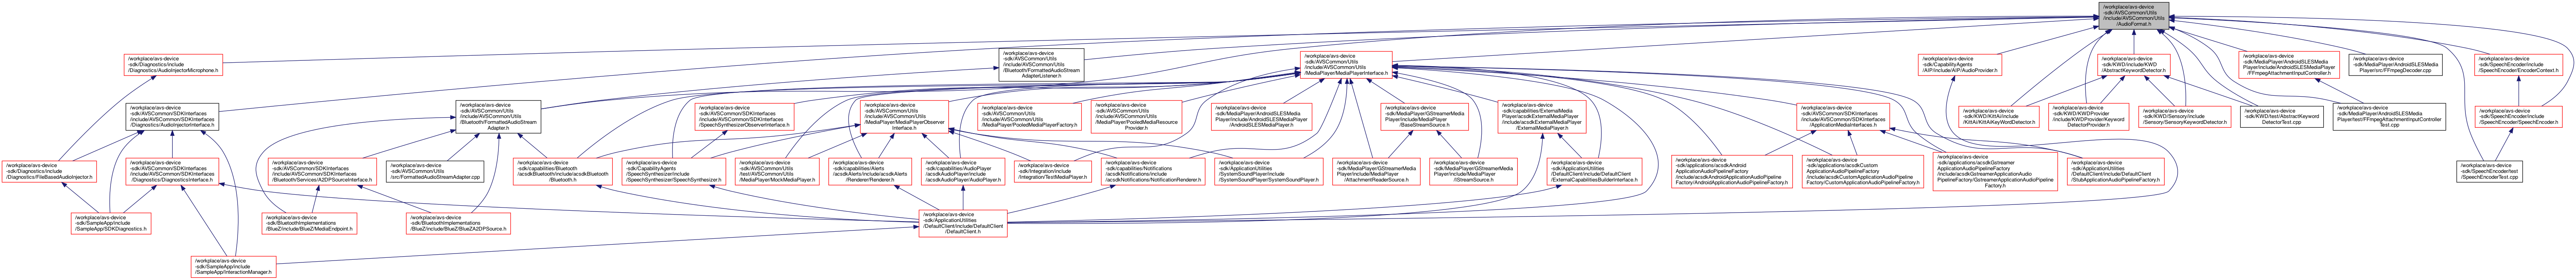 /workplace/avs-device
-sdk/AVSCommon/Utils
/include/AVSCommon/Utils
/AudioFormat.h
/workplace/avs-device
-sdk/Diagnostics/include
/Diagnostics/AudioInjectorMicrophone.h
/workplace/avs-device
-sdk/AVSCommon/Utils
/include/AVSCommon/Utils
/Bluetooth/FormattedAudioStream
AdapterListener.h
/workplace/avs-device
-sdk/AVSCommon/Utils
/include/AVSCommon/Utils
/MediaPlayer/MediaPlayerInterface.h
/workplace/avs-device
-sdk/CapabilityAgents
/AIP/include/AIP/AudioProvider.h
/workplace/avs-device
-sdk/KWD/include/KWD
/AbstractKeywordDetector.h
/workplace/avs-device
-sdk/MediaPlayer/AndroidSLESMedia
Player/include/AndroidSLESMediaPlayer
/FFmpegAttachmentInputController.h
/workplace/avs-device
-sdk/MediaPlayer/AndroidSLESMedia
Player/src/FFmpegDecoder.cpp
/workplace/avs-device
-sdk/SpeechEncoder/include
/SpeechEncoder/EncoderContext.h
/workplace/avs-device
-sdk/AVSCommon/SDKInterfaces
/include/AVSCommon/SDKInterfaces
/Diagnostics/AudioInjectorInterface.h
/workplace/avs-device
-sdk/AVSCommon/Utils
/include/AVSCommon/Utils
/Bluetooth/FormattedAudioStream
Adapter.h
/workplace/avs-device
-sdk/AVSCommon/SDKInterfaces
/include/AVSCommon/SDKInterfaces
/SpeechSynthesizerObserverInterface.h
/workplace/avs-device
-sdk/AVSCommon/Utils
/include/AVSCommon/Utils
/MediaPlayer/MediaPlayerObserver
Interface.h
/workplace/avs-device
-sdk/AVSCommon/Utils
/include/AVSCommon/Utils
/MediaPlayer/PooledMediaPlayerFactory.h
/workplace/avs-device
-sdk/AVSCommon/Utils
/include/AVSCommon/Utils
/MediaPlayer/PooledMediaResource
Provider.h
/workplace/avs-device
-sdk/MediaPlayer/AndroidSLESMedia
Player/include/AndroidSLESMediaPlayer
/AndroidSLESMediaPlayer.h
/workplace/avs-device
-sdk/MediaPlayer/GStreamerMedia
Player/include/MediaPlayer
/BaseStreamSource.h
/workplace/avs-device
-sdk/capabilities/ExternalMedia
Player/acsdkExternalMediaPlayer
/include/acsdkExternalMediaPlayer
/ExternalMediaPlayer.h
/workplace/avs-device
-sdk/AVSCommon/SDKInterfaces
/include/AVSCommon/SDKInterfaces
/ApplicationMediaInterfaces.h
/workplace/avs-device
-sdk/KWD/KittAi/include
/KittAi/KittAiKeyWordDetector.h
/workplace/avs-device
-sdk/KWD/KWDProvider
/include/KWDProvider/Keyword
DetectorProvider.h
/workplace/avs-device
-sdk/KWD/Sensory/include
/Sensory/SensoryKeywordDetector.h
/workplace/avs-device
-sdk/KWD/test/AbstractKeyword
DetectorTest.cpp
/workplace/avs-device
-sdk/MediaPlayer/AndroidSLESMedia
Player/test/FFmpegAttachmentInputController
Test.cpp
/workplace/avs-device
-sdk/SpeechEncoder/include
/SpeechEncoder/SpeechEncoder.h
/workplace/avs-device
-sdk/Diagnostics/include
/Diagnostics/FileBasedAudioInjector.h
/workplace/avs-device
-sdk/AVSCommon/SDKInterfaces
/include/AVSCommon/SDKInterfaces
/Diagnostics/DiagnosticsInterface.h
/workplace/avs-device
-sdk/AVSCommon/SDKInterfaces
/include/AVSCommon/SDKInterfaces
/Bluetooth/Services/A2DPSourceInterface.h
/workplace/avs-device
-sdk/AVSCommon/Utils
/src/FormattedAudioStreamAdapter.cpp
/workplace/avs-device
-sdk/capabilities/Bluetooth
/acsdkBluetooth/include/acsdkBluetooth
/Bluetooth.h
/workplace/avs-device
-sdk/CapabilityAgents
/SpeechSynthesizer/include
/SpeechSynthesizer/SpeechSynthesizer.h
/workplace/avs-device
-sdk/AVSCommon/Utils
/test/AVSCommon/Utils
/MediaPlayer/MockMediaPlayer.h
/workplace/avs-device
-sdk/capabilities/Alerts
/acsdkAlerts/include/acsdkAlerts
/Renderer/Renderer.h
/workplace/avs-device
-sdk/capabilities/AudioPlayer
/acsdkAudioPlayer/include
/acsdkAudioPlayer/AudioPlayer.h
/workplace/avs-device
-sdk/Integration/include
/Integration/TestMediaPlayer.h
/workplace/avs-device
-sdk/capabilities/Notifications
/acsdkNotifications/include
/acsdkNotifications/NotificationRenderer.h
/workplace/avs-device
-sdk/ApplicationUtilities
/SystemSoundPlayer/include
/SystemSoundPlayer/SystemSoundPlayer.h
/workplace/avs-device
-sdk/MediaPlayer/GStreamerMedia
Player/include/MediaPlayer
/AttachmentReaderSource.h
/workplace/avs-device
-sdk/MediaPlayer/GStreamerMedia
Player/include/MediaPlayer
/IStreamSource.h
/workplace/avs-device
-sdk/ApplicationUtilities
/DefaultClient/include/DefaultClient
/ExternalCapabilitiesBuilderInterface.h
/workplace/avs-device
-sdk/applications/acsdkAndroid
ApplicationAudioPipelineFactory
/include/acsdkAndroidApplicationAudioPipeline
Factory/AndroidApplicationAudioPipelineFactory.h
/workplace/avs-device
-sdk/applications/acsdkCustom
ApplicationAudioPipelineFactory
/include/acsdkCustomApplicationAudioPipeline
Factory/CustomApplicationAudioPipelineFactory.h
/workplace/avs-device
-sdk/applications/acsdkGstreamer
ApplicationAudioPipelineFactory
/include/acsdkGstreamerApplicationAudio
PipelineFactory/GstreamerApplicationAudioPipeline
Factory.h
/workplace/avs-device
-sdk/ApplicationUtilities
/DefaultClient/include/DefaultClient
/StubApplicationAudioPipelineFactory.h
/workplace/avs-device
-sdk/SpeechEncoder/test
/SpeechEncoderTest.cpp
/workplace/avs-device
-sdk/SampleApp/include
/SampleApp/SDKDiagnostics.h
/workplace/avs-device
-sdk/BluetoothImplementations
/BlueZ/include/BlueZ/MediaEndpoint.h
/workplace/avs-device
-sdk/BluetoothImplementations
/BlueZ/include/BlueZ/BlueZA2DPSource.h
/workplace/avs-device
-sdk/ApplicationUtilities
/DefaultClient/include/DefaultClient
/DefaultClient.h
/workplace/avs-device
-sdk/SampleApp/include
/SampleApp/InteractionManager.h